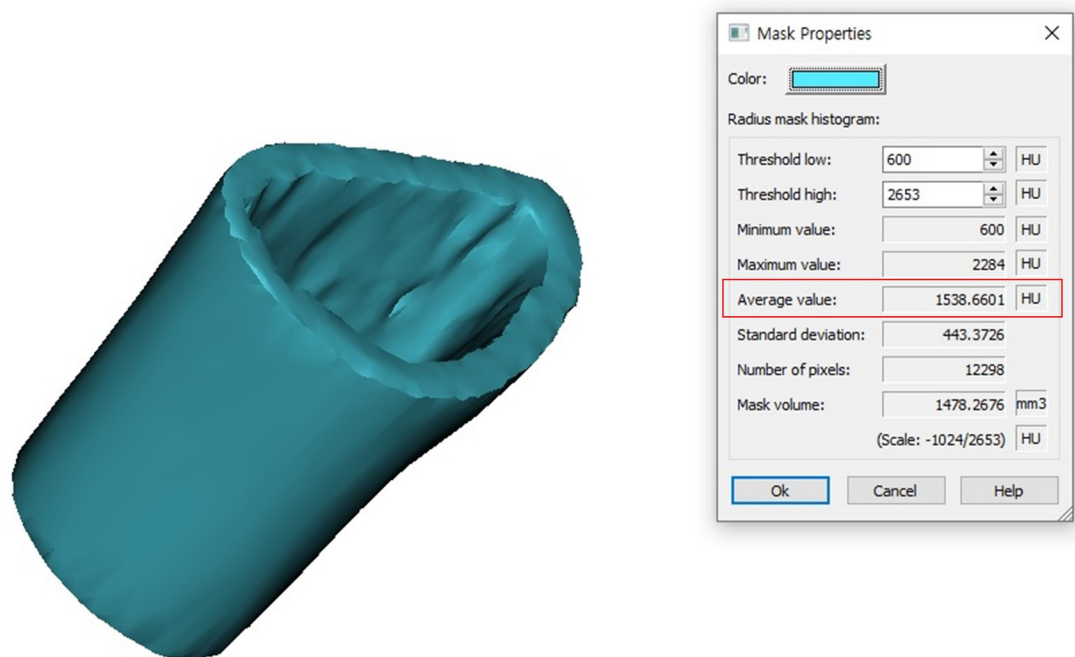 Mask Properties
Color:
Radius mask histogram:
Threshold low: 600 HU
Threshold high: 2653 HU
Minimum value: 600 HU
Maximum value: 2284 HU
Average value: 1538.6601 HU
Standard deviation: 443.3726
Number of pixels: 12298
Mask volume: 1478.2676 mm3
(Scale: -1024/2653) HU
Ok Cancel Help